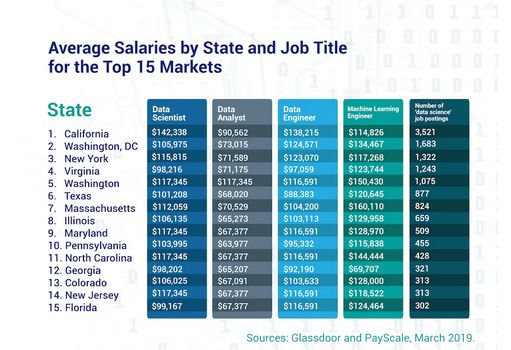 Average Salaries by State and Job Title
for the Top 15 Markets
State
Data Scientist
Data Analyst
Data Engineer
Machine Learning Engineer
Number of 'data science' job postings
1. California $142,338 $90,562 $138,215 $114,826 3,521
2. Washington, DC $105,975 $73,015 $124,571 $134,467 1,683
3. New York $115,815 $71,589 $123,070 $117,268 1,322
4. Virginia $98,216 $71,175 $97,059 $123,744 1,243
5. Washington $117,345 $117,345 $116,591 $150,430 1,075
6. Texas $101,208 $68,020 $88,383 $120,645 877
7. Massachusetts $112,059 $70,529 $104,200 $160,110 824
8. Illinois $106,135 $65,273 $103,113 $129,958 659
9. Maryland $117,345 $67,377 $116,591 $128,970 509
10. Pennsylvania $103,995 $63,977 $95,332 $115,838 455
11. North Carolina $117,345 $67,377 $116,591 $144,444 428
12. Georgia $98,202 $65,207 $92,190 $69,707 321
13. Colorado $106,025 $67,091 $103,633 $128,000 313
14. New Jersey $117,345 $67,377 $116,591 $118,522 313
15. Florida $99,167 $67,377 $116,591 $124,464 302
Sources: Glassdoor and PayScale, March 2019.